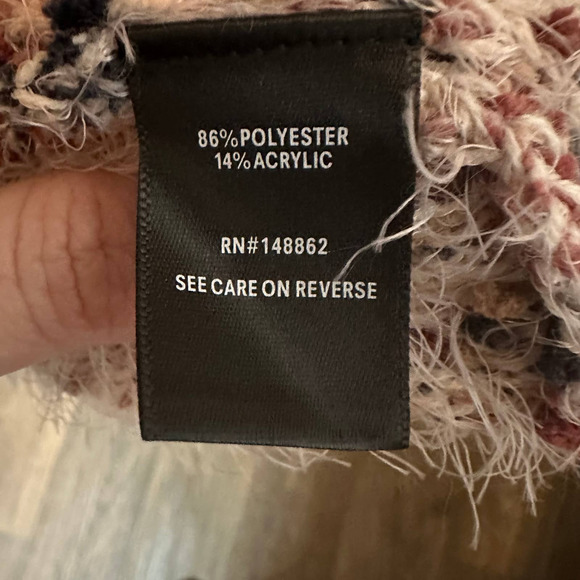 86%POLYESTER
14%ACRYLIC
RN#148862
SEE CARE ON REVERSE